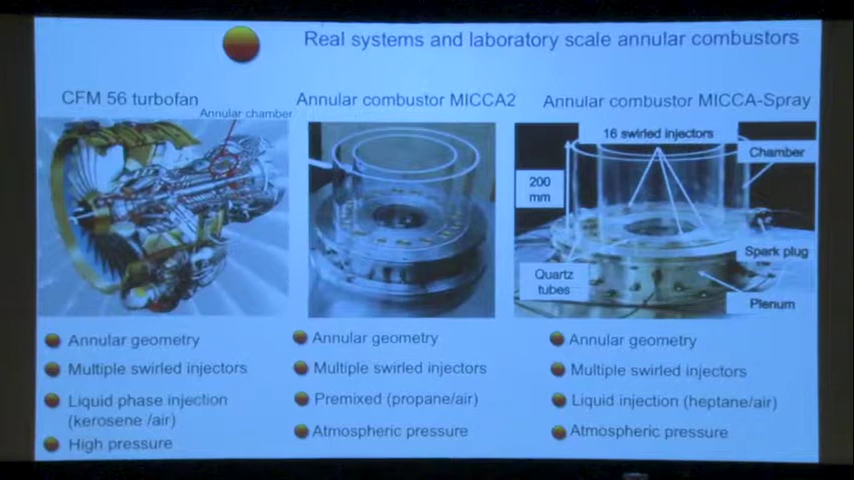 Real systems and laboratory scale annular combustors
CFM 56 turbofan
Annular chamber
Annular combustor MICCA2
Annular combustor MICCA-Spray
16 swirled injectors
Chamber
200
mm
Spark plug
Quartz
tubes
Plenum
Annular geometry
Multiple swirled injectors
Liquid phase injection
(kerosene /air)
High pressure
Annular geometry
Multiple swirled injectors
Premixed (propane/air)
Atmospheric pressure
Annular geometry
Multiple swirled injectors
Liquid injection (heptane/air)
Atmospheric pressure